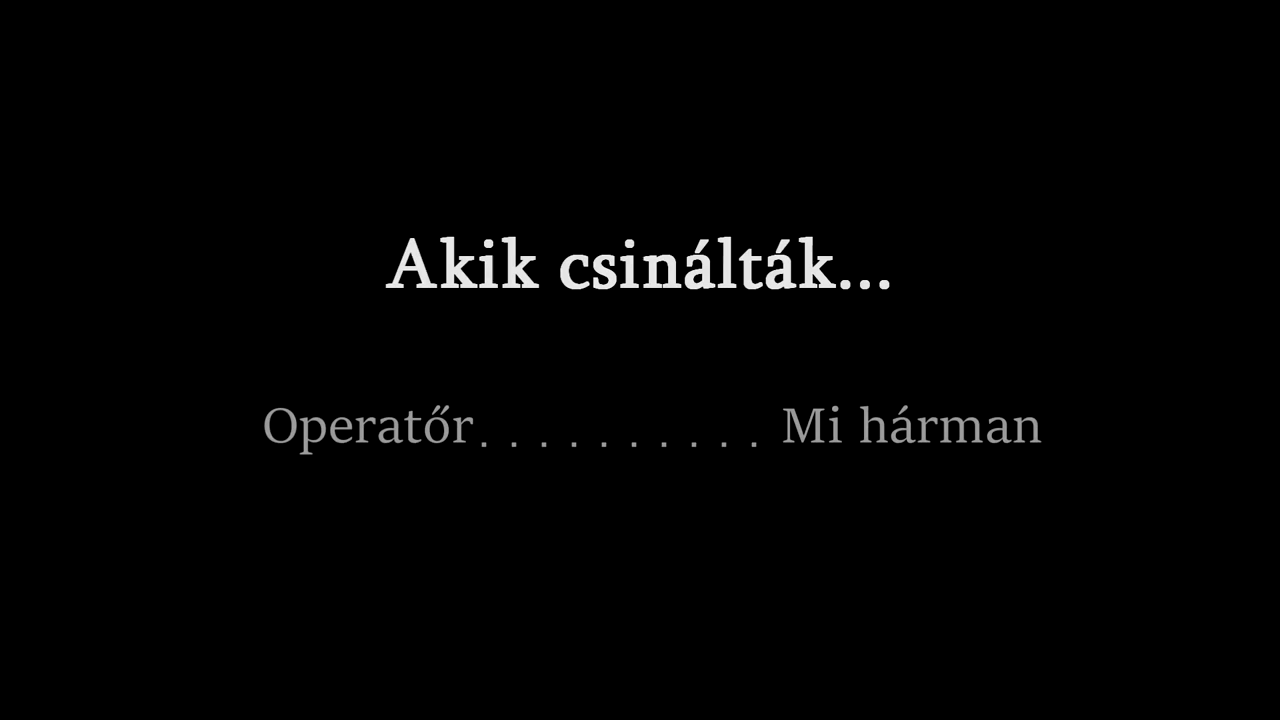 Akik csinálták...
Operatőr. . . . . . . . . . Mi hárman